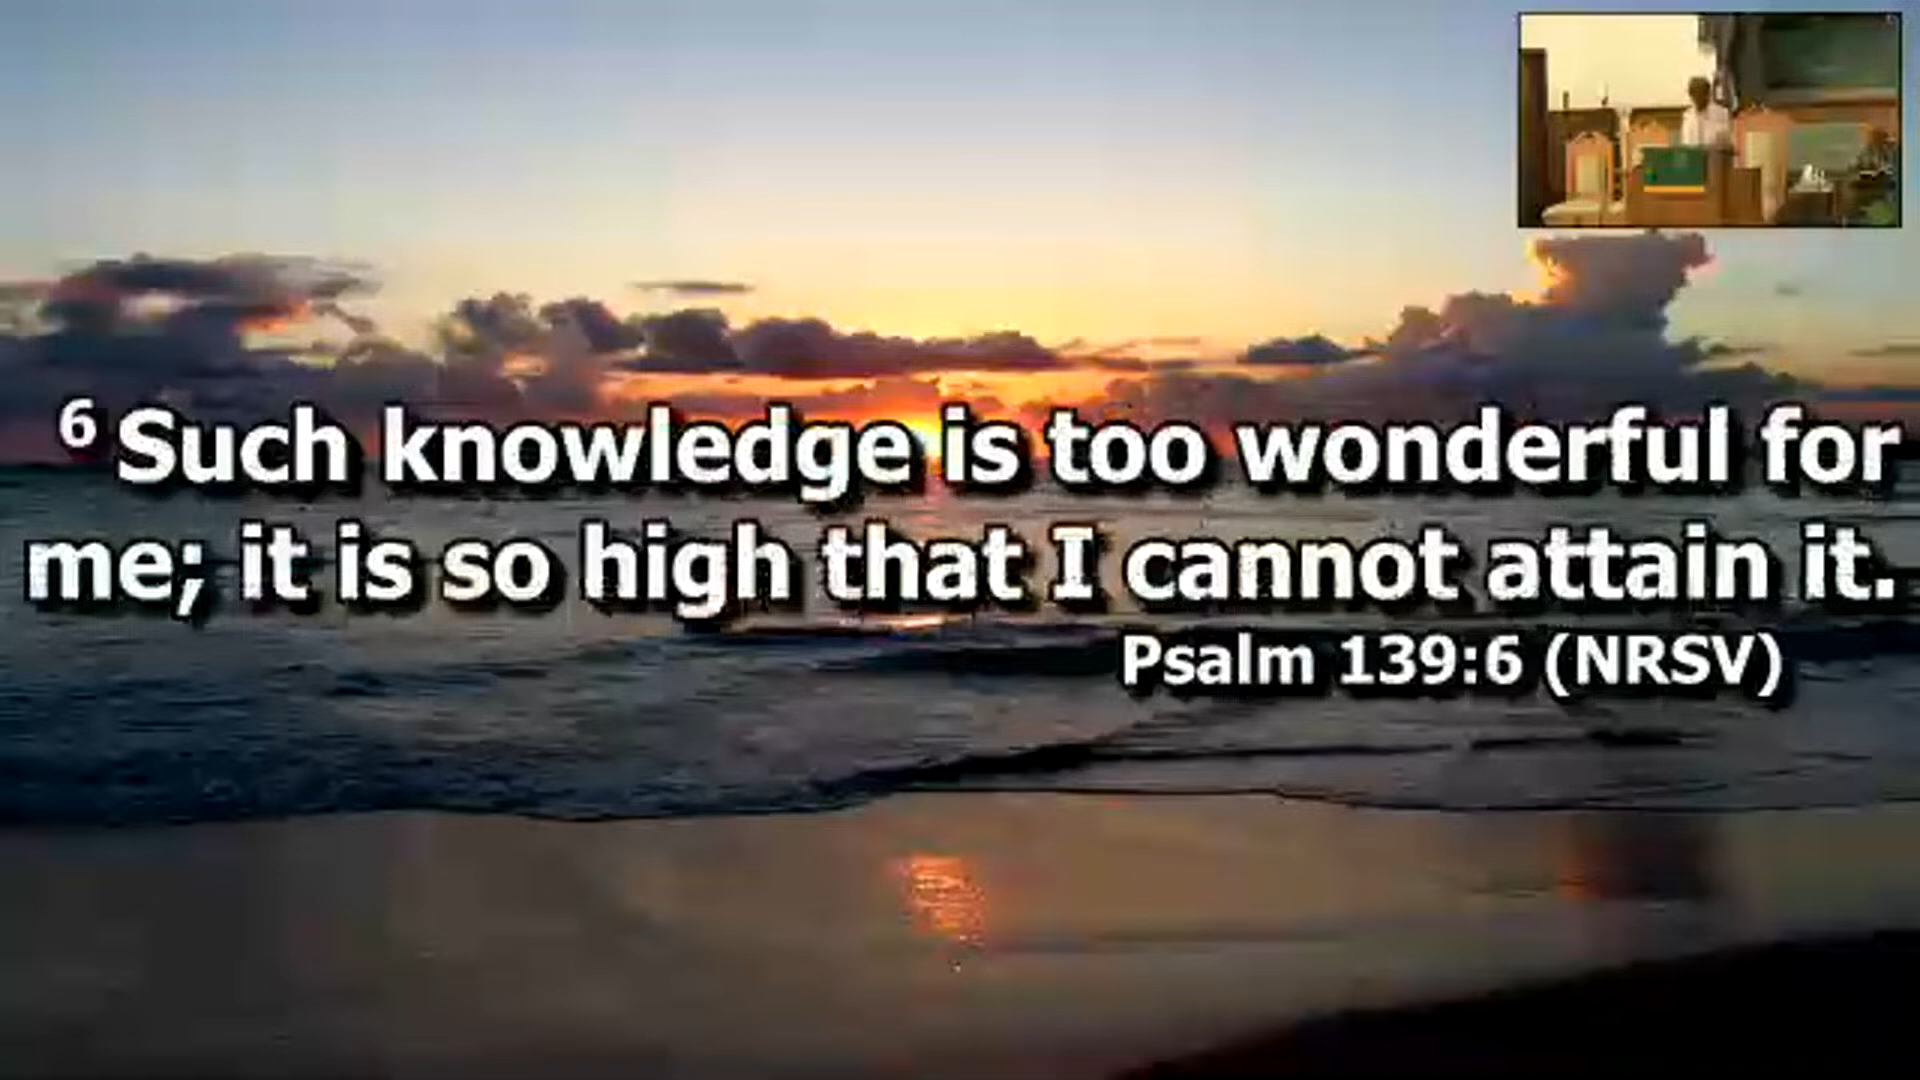 6 Such knowledge is too wonderful for
me; it is so high that I cannot attain it.
Psalm 139:6 (NRSV)